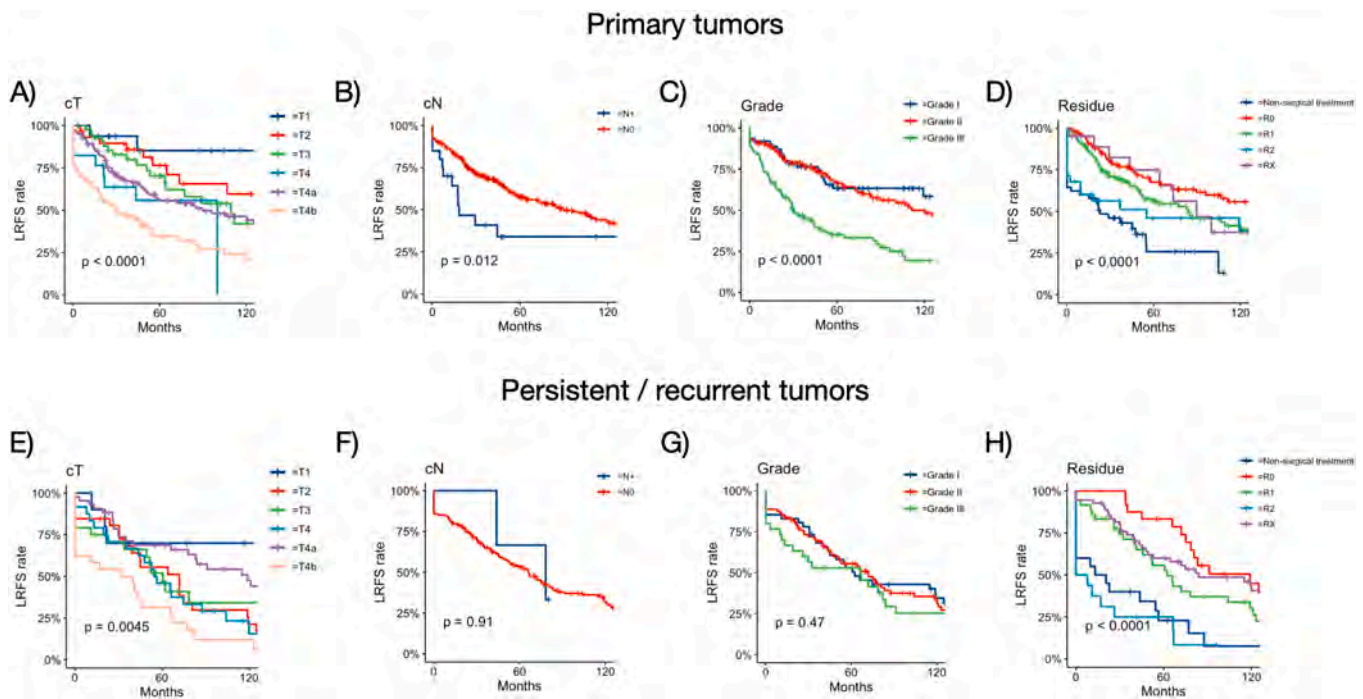 Primary tumors
A)
cT
=T1
=T2
=T3
=T4
=T4a
=T4b
100%
75%
50%
25%
0%
LRFS rate
p < 0.0001
0
60
120
Months
B)
cN
=N+
=N0
100%
75%
50%
25%
0%
LRFS rate
p = 0.012
0
60
120
Months
C)
Grade
=Grade I
=Grade II
=Grade III
100%
75%
50%
25%
0%
LRFS rate
p < 0.0001
0
60
120
Months
D)
Residue
=Non-surgical treatment
=R0
=R1
=R2
=RX
100%
75%
50%
25%
0%
LRFS rate
p < 0.0001
0
60
120
Months
Persistent / recurrent tumors
E)
cT
=T1
=T2
=T3
=T4
=T4a
=T4b
100%
75%
50%
25%
0%
LRFS rate
p = 0.0045
0
60
120
Months
F)
cN
=N+
=N0
100%
75%
50%
25%
0%
LRFS rate
p = 0.91
0
60
120
Months
G)
Grade
=Grade I
=Grade II
=Grade III
100%
75%
50%
25%
0%
LRFS rate
p = 0.47
0
60
120
Months
H)
Residue
=Non-surgical treatment
=R0
=R1
=R2
=RX
100%
75%
50%
25%
0%
LRFS rate
p < 0.0001
0
60
120
Months